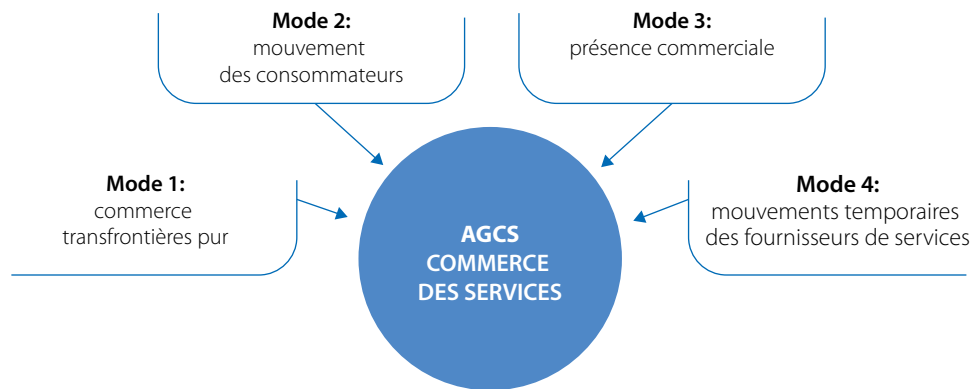 Mode 2:
mouvement
des consommateurs
Mode 3:
présence commerciale
Mode 1:
commerce
transfrontières pur
Mode 4:
mouvements temporaires
des fournisseurs de services
AGCS
COMMERCE
DES SERVICES